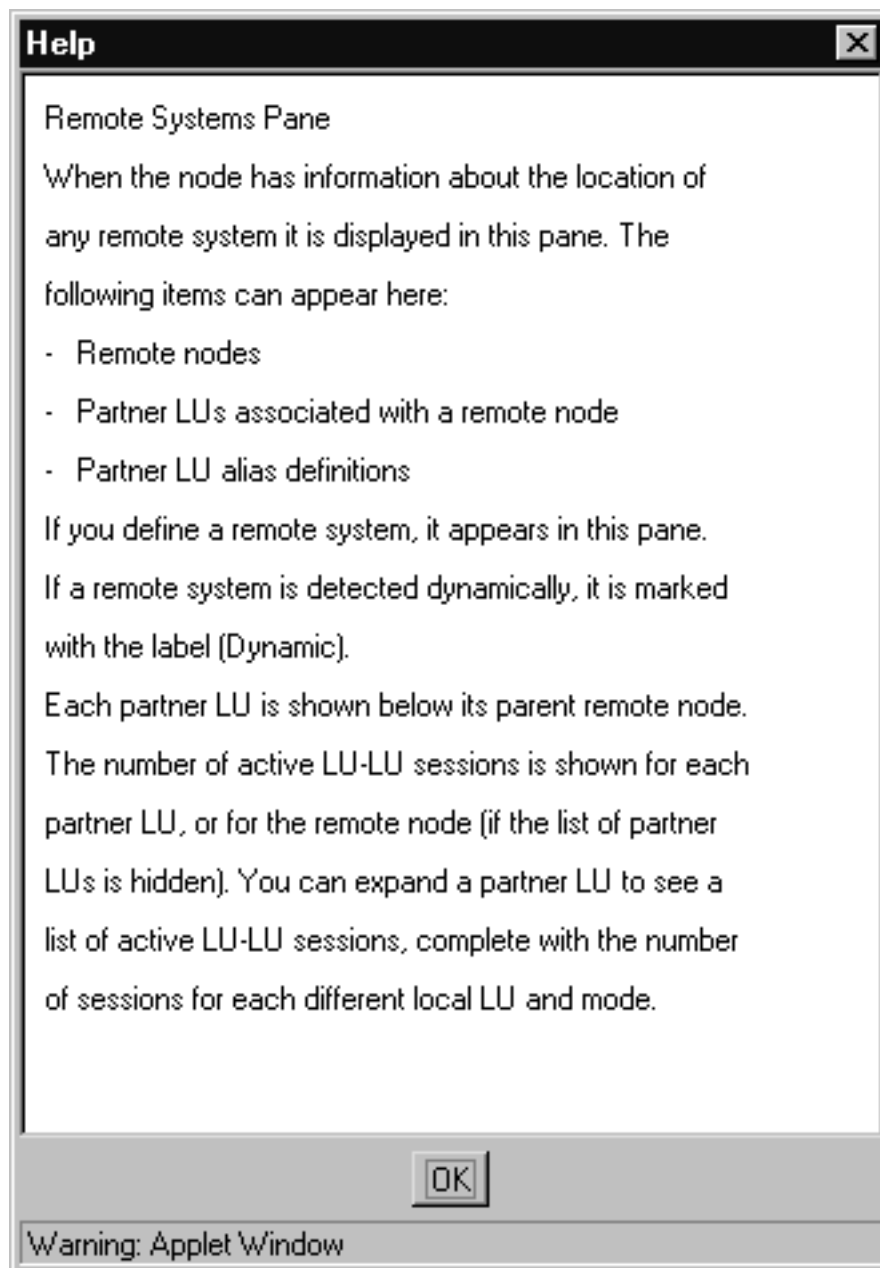 Help
Remote Systems Pane
When the node has information about the location of
any remote system it is displayed in this pane. The
following items can appear here:
- Remote nodes
- Partner LUs associated with a remote node
- Partner LU alias definitions
If you define a remote system, it appears in this pane.
If a remote system is detected dynamically, it is marked
with the label (Dynamic).
Each partner LU is shown below its parent remote node.
The number of active LU-LU sessions is shown for each
partner LU, or for the remote node (if the list of partner
LUs is hidden). You can expand a partner LU to see a
list of active LU-LU sessions, complete with the number
of sessions for each different local LU and mode.
OK
Warning: Applet Window